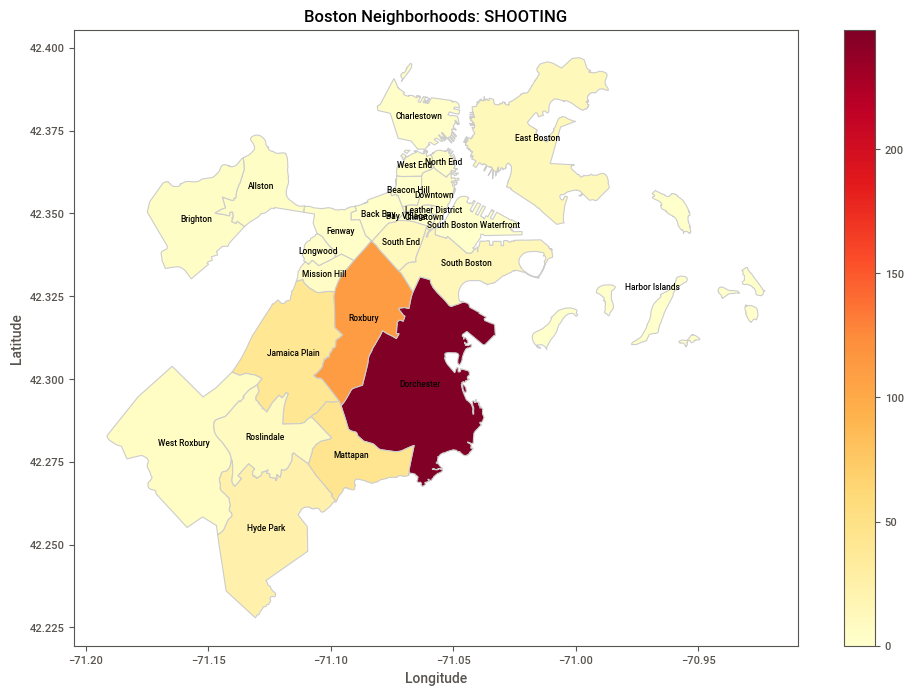 Boston Neighborhoods: SHOOTING
42.400
42.375
42.350
42.325
42.300
42.275
42.250
42.225
Latitude
Charlestown
East Boston
West End
North End
Allston
Beacon Hill
Downtown
Brighton
Back Bay
Leather District
Bay Village
Chinatown
Fenway
South Boston Waterfront
South End
Longwood
South Boston
Mission Hill
Harbor Islands
Roxbury
Jamaica Plain
Dorchester
Roslindale
West Roxbury
Mattapan
Hyde Park
−71.20
−71.15
−71.10
−71.05
−71.00
−70.95
Longitude
200
150
100
50
0